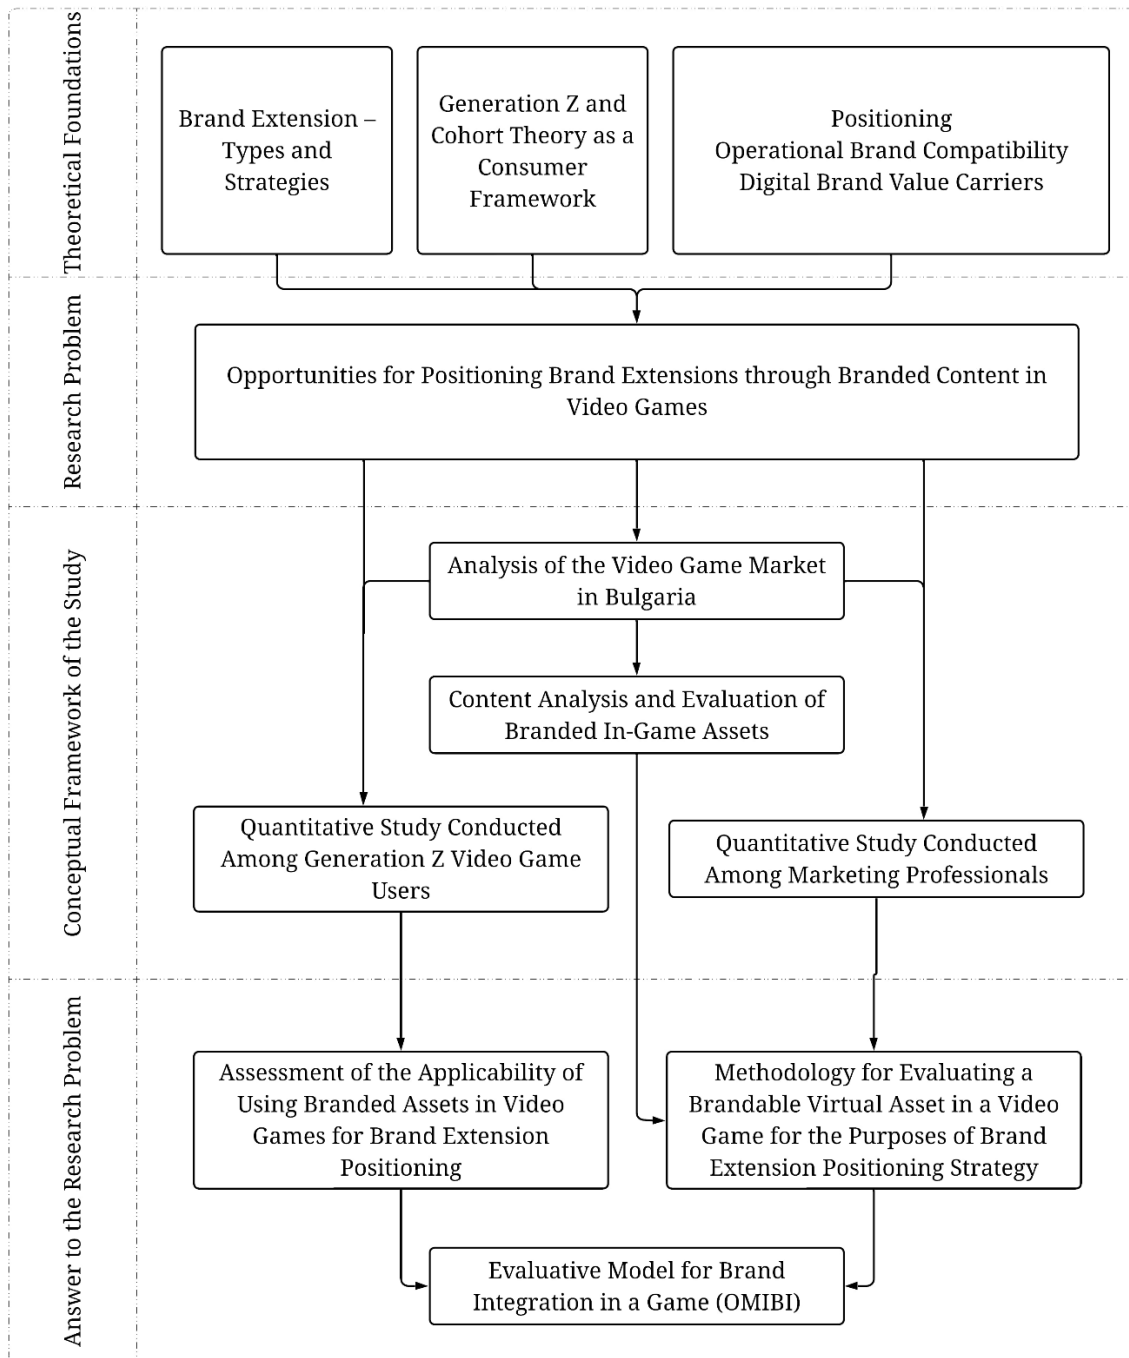 Theoretical Foundations
Brand Extension –
Types and
Strategies
Generation Z and
Cohort Theory as a
Consumer
Framework
Positioning
Operational Brand Compatibility
Digital Brand Value Carriers
Research Problem
Opportunities for Positioning Brand Extensions through Branded Content in
Video Games
Conceptual Framework of the Study
Analysis of the Video Game Market
in Bulgaria
Content Analysis and Evaluation of
Branded In-Game Assets
Quantitative Study Conducted
Among Generation Z Video Game
Users
Quantitative Study Conducted
Among Marketing Professionals
Answer to the Research Problem
Assessment of the Applicability of
Using Branded Assets in Video
Games for Brand Extension
Positioning
Methodology for Evaluating a
Brandable Virtual Asset in a Video
Game for the Purposes of Brand
Extension Positioning Strategy
Evaluative Model for Brand
Integration in a Game (OMIBI)